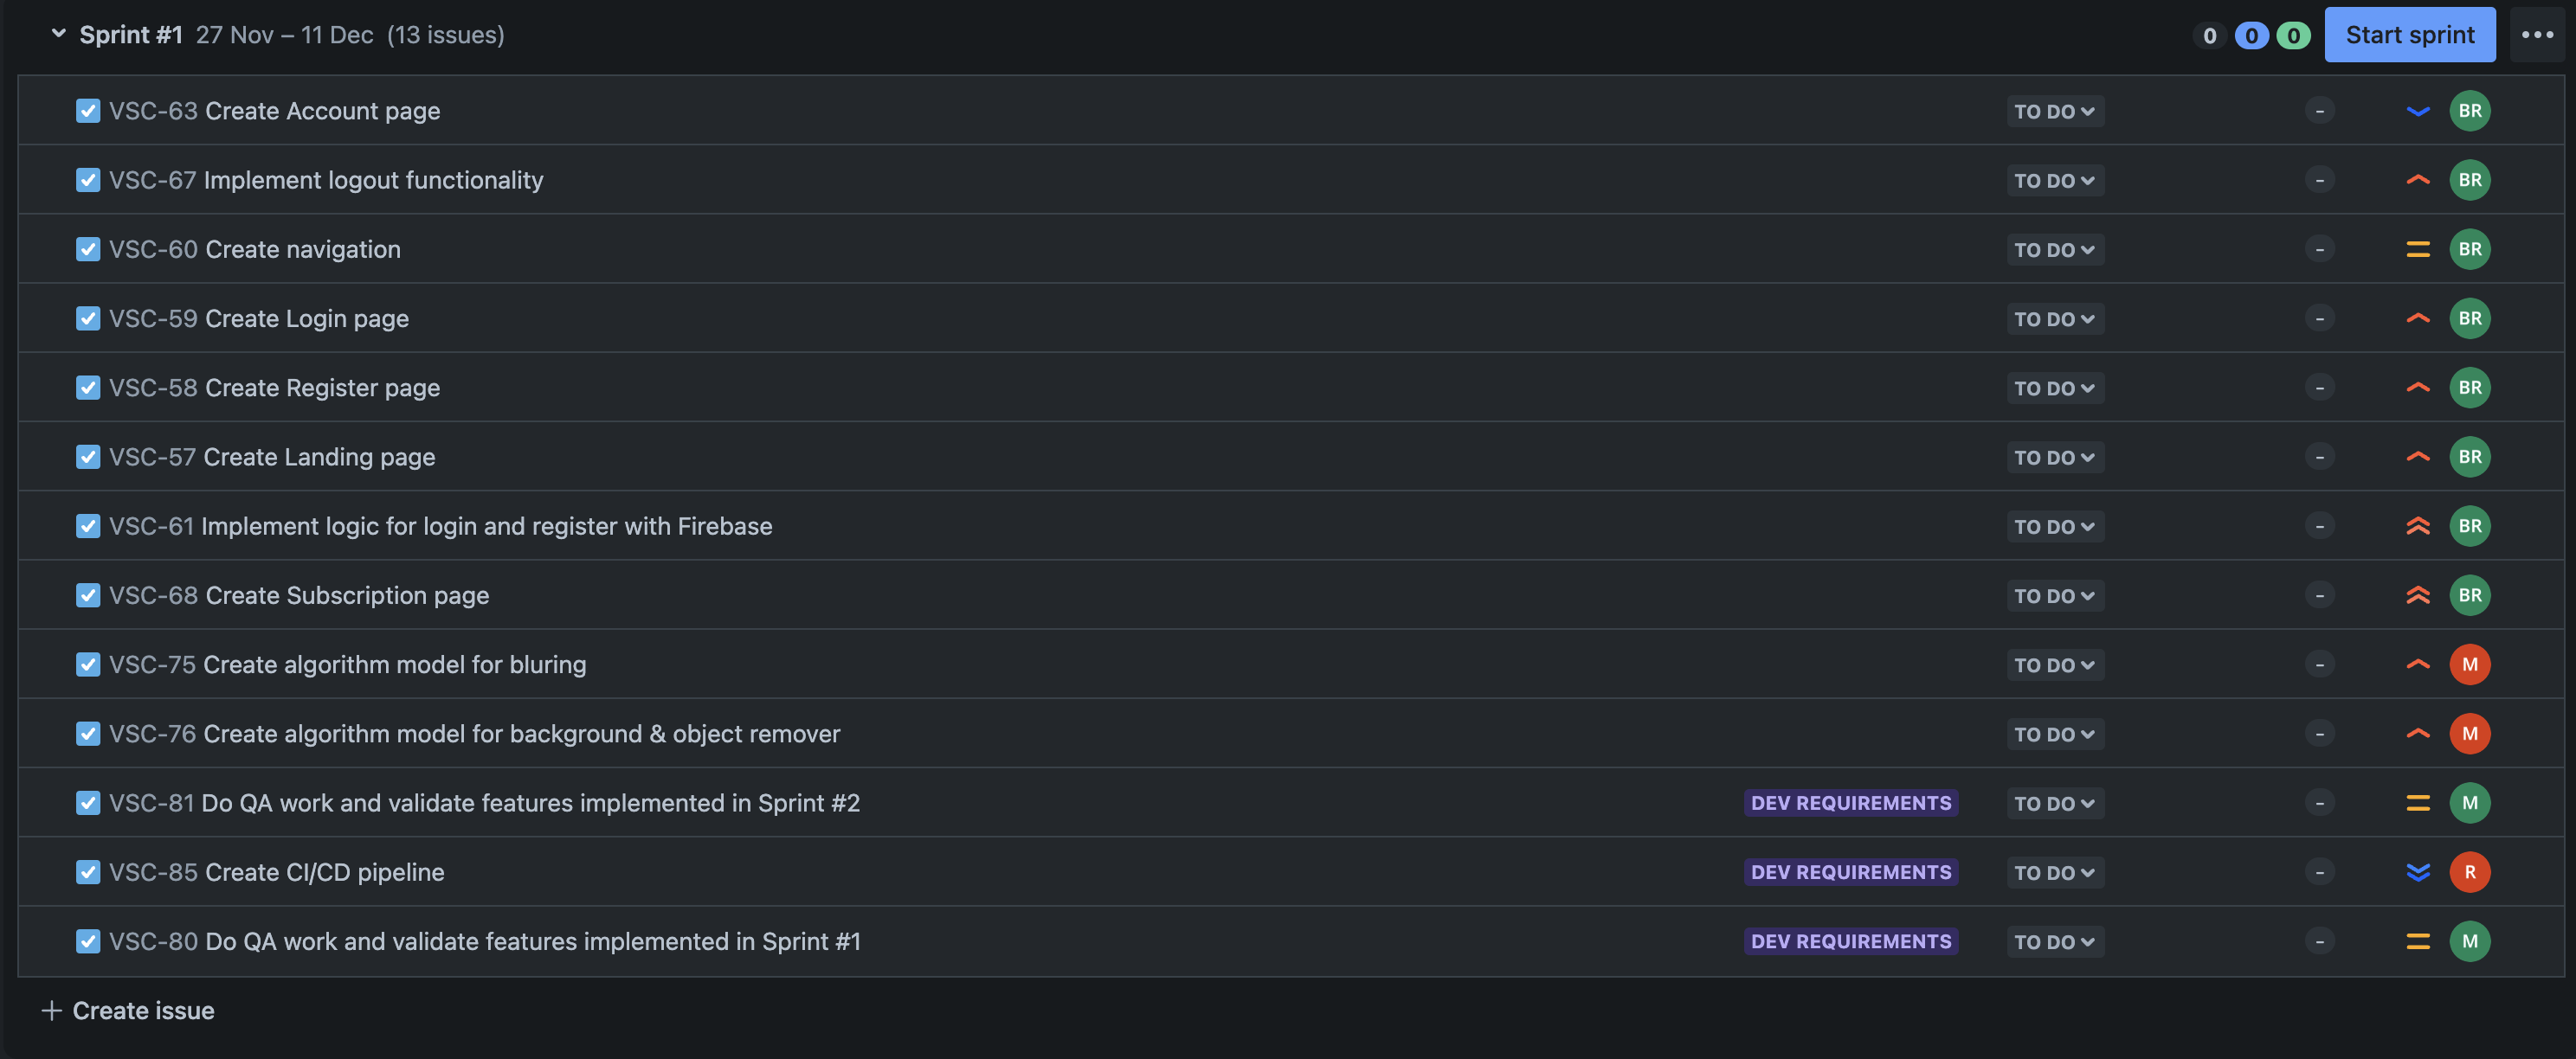 Sprint #1 27 Nov – 11 Dec (13 issues) 0 0 0 Start sprint
VSC-63 Create Account page TO DO - BR
VSC-67 Implement logout functionality TO DO - BR
VSC-60 Create navigation TO DO - BR
VSC-59 Create Login page TO DO - BR
VSC-58 Create Register page TO DO - BR
VSC-57 Create Landing page TO DO - BR
VSC-61 Implement logic for login and register with Firebase TO DO - BR
VSC-68 Create Subscription page TO DO - BR
VSC-75 Create algorithm model for bluring TO DO - M
VSC-76 Create algorithm model for background & object remover TO DO - M
VSC-81 Do QA work and validate features implemented in Sprint #2 DEV REQUIREMENTS TO DO - M
VSC-85 Create CI/CD pipeline DEV REQUIREMENTS TO DO - R
VSC-80 Do QA work and validate features implemented in Sprint #1 DEV REQUIREMENTS TO DO - M
+ Create issue